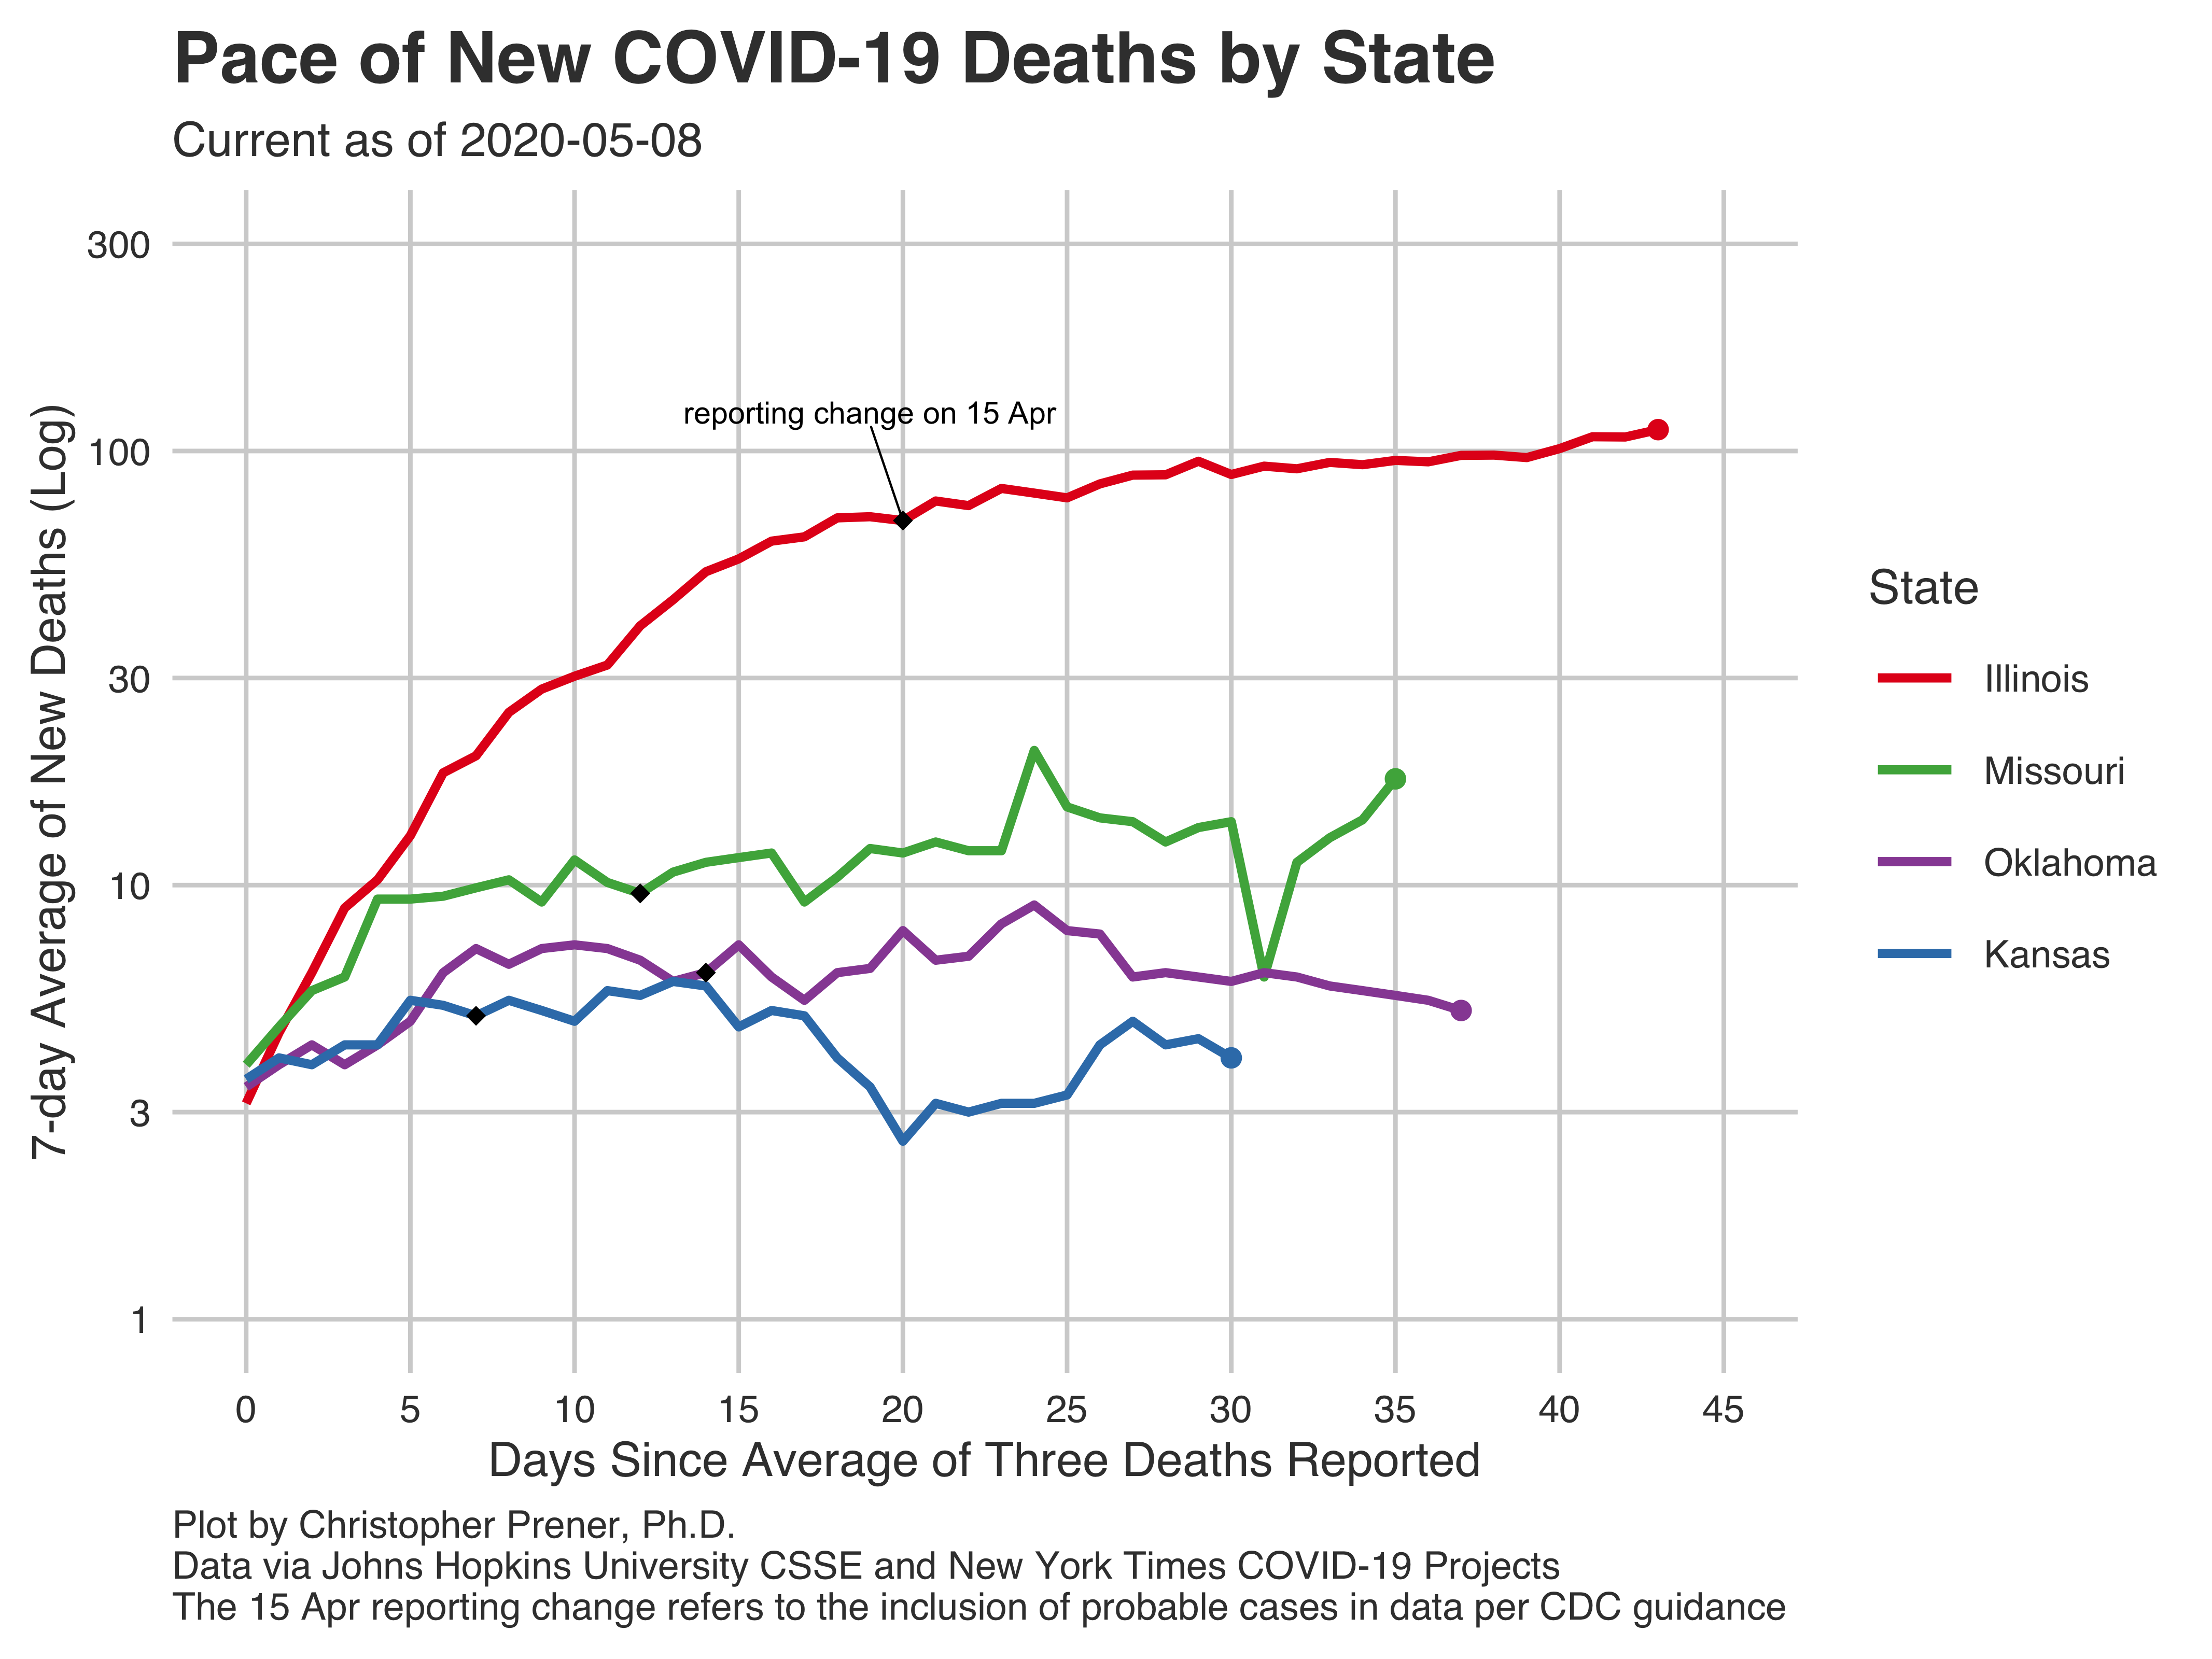 Pace of New COVID-19 Deaths by State
Current as of 2020-05-08
7-day Average of New Deaths (Log)
300
100
30
10
3
1
reporting change on 15 Apr
0 5 10 15 20 25 30 35 40 45
Days Since Average of Three Deaths Reported
State
Illinois
Missouri
Oklahoma
Kansas
Plot by Christopher Prener, Ph.D.
Data via Johns Hopkins University CSSE and New York Times COVID-19 Projects
The 15 Apr reporting change refers to the inclusion of probable cases in data per CDC guidance